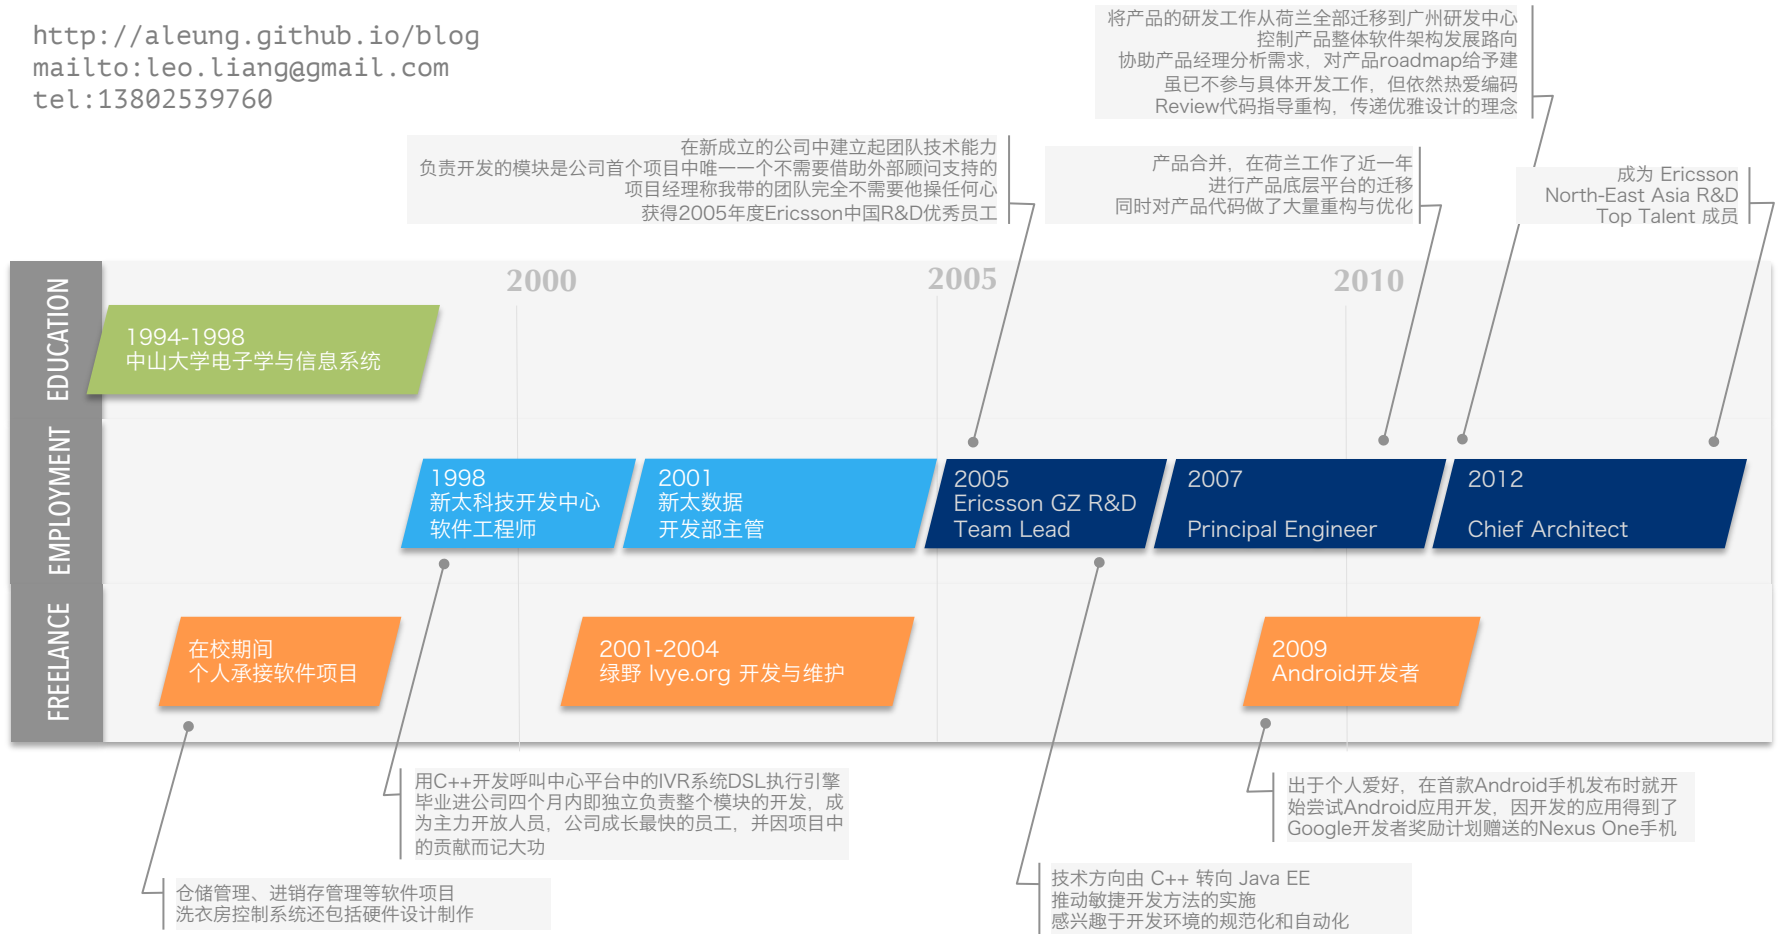 http://aleung.github.io/blog
mailto:leo.liang@gmail.com
tel:13802539760
将产品的研发工作从荷兰全部迁移到广州研发中心
控制产品整体软件架构发展路向
协助产品经理分析需求，对产品roadmap给予建
虽已不参与具体开发工作，但依然热爱编码
Review代码指导重构，传递优雅设计的理念
在新成立的公司中建立起团队技术能力
负责开发的模块是公司首个项目中唯一一个不需要借助外部顾问支持的
项目经理称我带的团队完全不需要他操任何心
获得2005年度Ericsson中国R&D优秀员工
产品合并，在荷兰工作了近一年
进行产品底层平台的迁移
同时对产品代码做了大量重构与优化
成为 Ericsson
North-East Asia R&D
Top Talent 成员
2000
2005
2010
EDUCATION
1994-1998
中山大学电子学与信息系统
EMPLOYMENT
1998
新太科技开发中心
软件工程师
2001
新太数据
开发部主管
2005
Ericsson GZ R&D
Team Lead
2007
Principal Engineer
2012
Chief Architect
FREELANCE
在校期间
个人承接软件项目
2001-2004
绿野 lvye.org 开发与维护
2009
Android开发者
用C++开发呼叫中心平台中的IVR系统DSL执行引擎
毕业进公司四个月内即独立负责整个模块的开发，成
为主力开放人员，公司成长最快的员工，并因项目中
的贡献而记大功
出于个人爱好，在首款Android手机发布时就开
始尝试Android应用开发，因开发的应用得到了
Google开发者奖励计划赠送的Nexus One手机
仓储管理、进销存管理等软件项目
洗衣房控制系统还包括硬件设计制作
技术方向由 C++ 转向 Java EE
推动敏捷开发方法的实施
感兴趣于开发环境的规范化和自动化